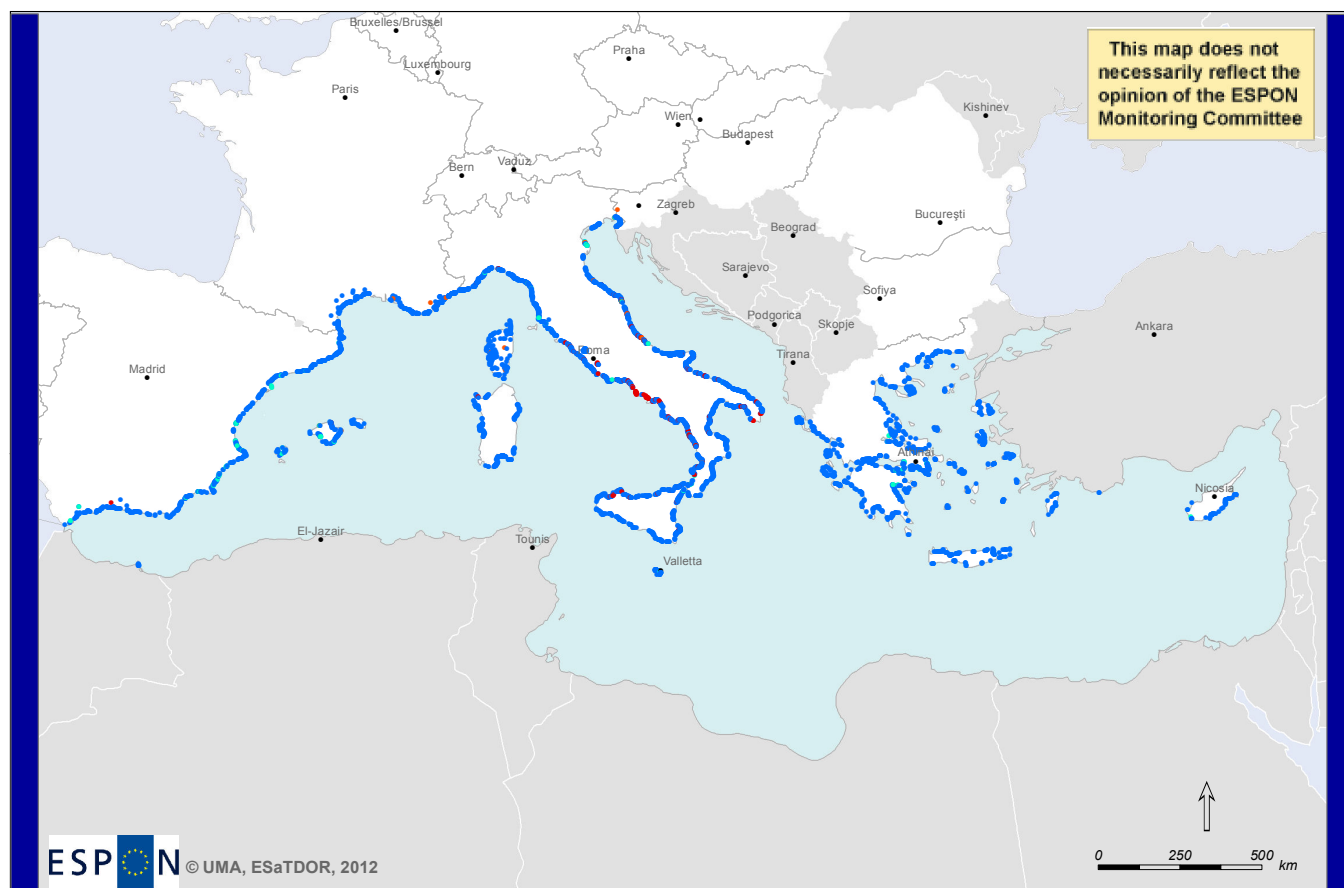 Bruxelles/Brussel
Luxembourg
Paris
Praha
Wien
Budapest
Kishinev
Bern
Vaduz
Zagreb
Beograd
București
Sarajevo
Sofiya
Podgorica
Skopje
Tirana
Ankara
Madrid
Roma
Athinai
Nicosia
El-Jazair
Tounis
Valletta
This map does not
necessarily reflect the
opinion of the ESPON
Monitoring Committee
ESPON © UMA, ESaTDOR, 2012
0 250 500 km